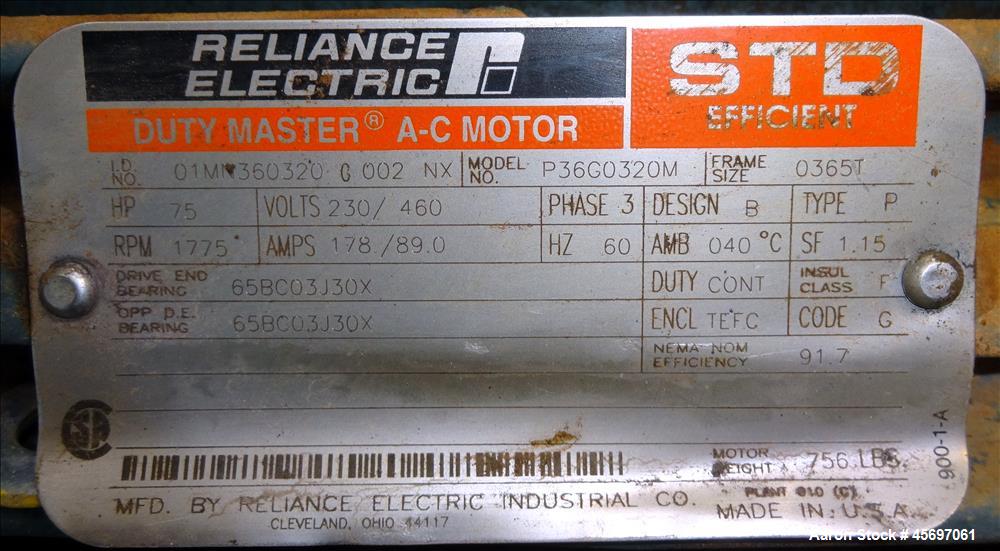 RELIANCE
ELECTRIC
STD
EFFICIENT
DUTY MASTER® A-C MOTOR
I.D. NO. 01MN360320 G 002 NX MODEL NO. P36G0320M FRAME SIZE 0365T
HP 75 VOLTS 230/ 460 PHASE 3 DESIGN B TYPE P
RPM 1775 AMPS 178/89.0 HZ 60 AMB 040 °C SF 1.15
DRIVE END BEARING 65BC03J30X DUTY CONT INSUL CLASS F
OPP D.E. BEARING 65BC03J30X ENCL TEFC CODE G
NEMA NOM EFFICIENCY 91.7
CSA
MOTOR WEIGHT 756 LBS.
900-1-A
PLANT 010 (C)
MFD. BY RELIANCE ELECTRIC INDUSTRIAL CO. MADE IN U.S.A
CLEVELAND, OHIO 44117
Aaron Stock # 45697061